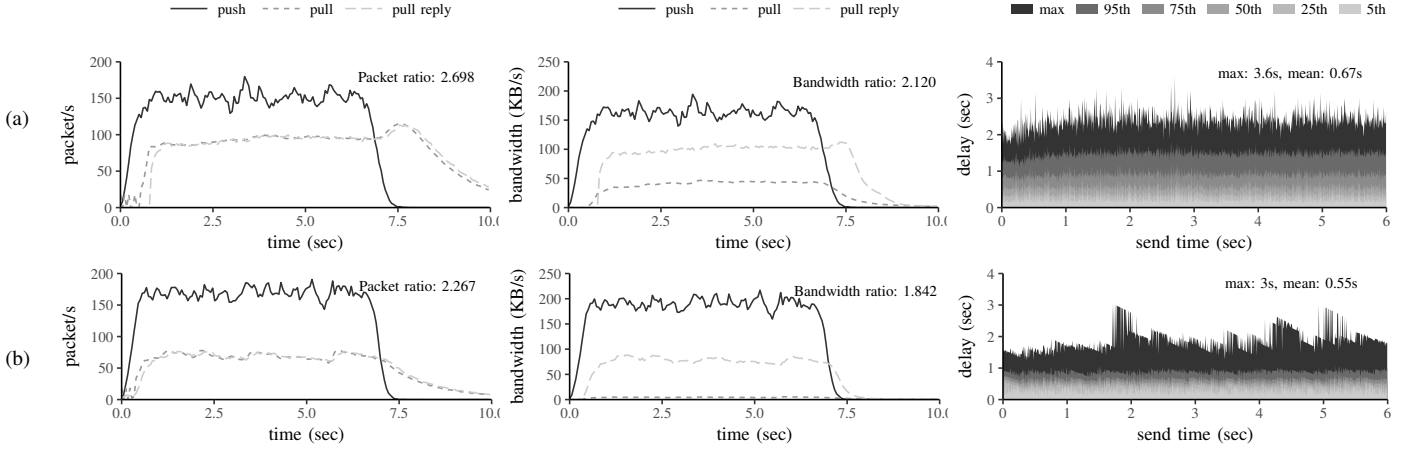 push pull pull reply
push pull pull reply
max 95th 75th 50th 25th 5th
(a)
packet/s
200
150
100
50
0
Packet ratio: 2.698
0.0 2.5 5.0 7.5 10.0
time (sec)
bandwidth (KB/s)
250
200
150
100
50
0
Bandwidth ratio: 2.120
0.0 2.5 5.0 7.5 10.0
time (sec)
delay (sec)
4
3
2
1
0
max: 3.6s, mean: 0.67s
0 1 2 3 4 5 6
send time (sec)
(b)
packet/s
200
150
100
50
0
Packet ratio: 2.267
0.0 2.5 5.0 7.5 10.0
time (sec)
bandwidth (KB/s)
250
200
150
100
50
0
Bandwidth ratio: 1.842
0.0 2.5 5.0 7.5 10.0
time (sec)
delay (sec)
4
3
2
1
0
max: 3s, mean: 0.55s
0 1 2 3 4 5 6
send time (sec)